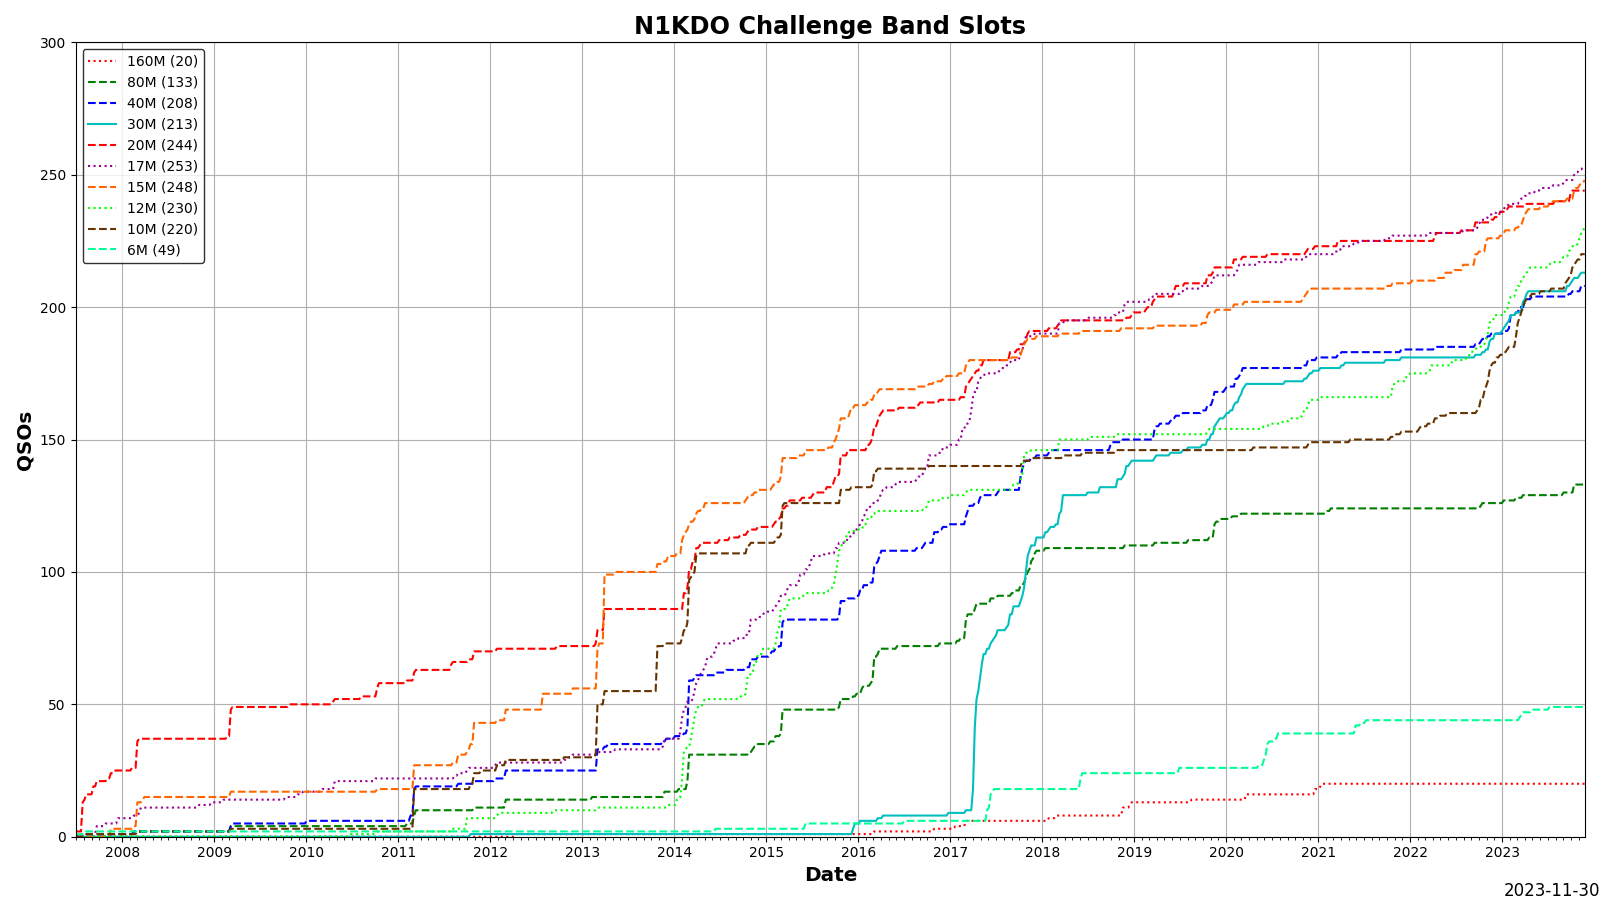 N1KDO Challenge Band Slots
300
250
200
150
100
50
0
QSOs
160M (20)
80M (133)
40M (208)
30M (213)
20M (244)
17M (253)
15M (248)
12M (230)
10M (220)
6M (49)
2008 2009 2010 2011 2012 2013 2014 2015 2016 2017 2018 2019 2020 2021 2022 2023
Date
2023-11-30